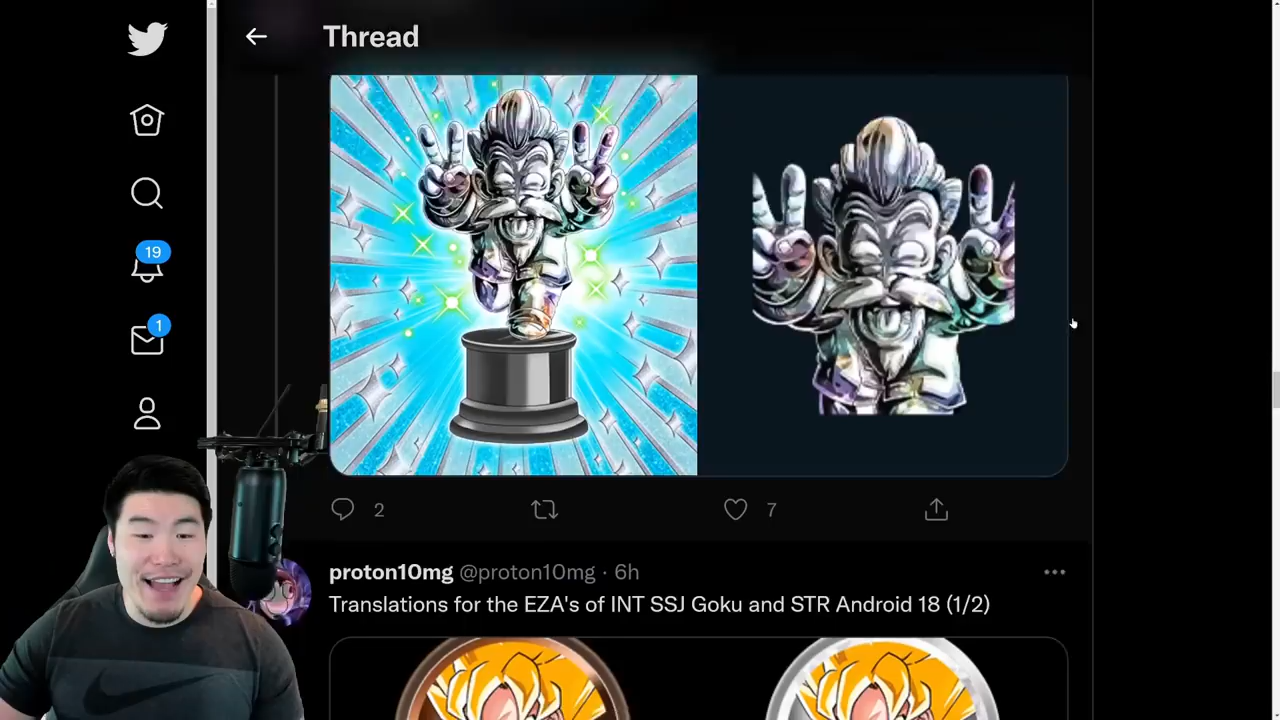 Thread
19
1
2
7
proton10mg @proton10mg · 6h
Translations for the EZA's of INT SSJ Goku and STR Android 18 (1/2)